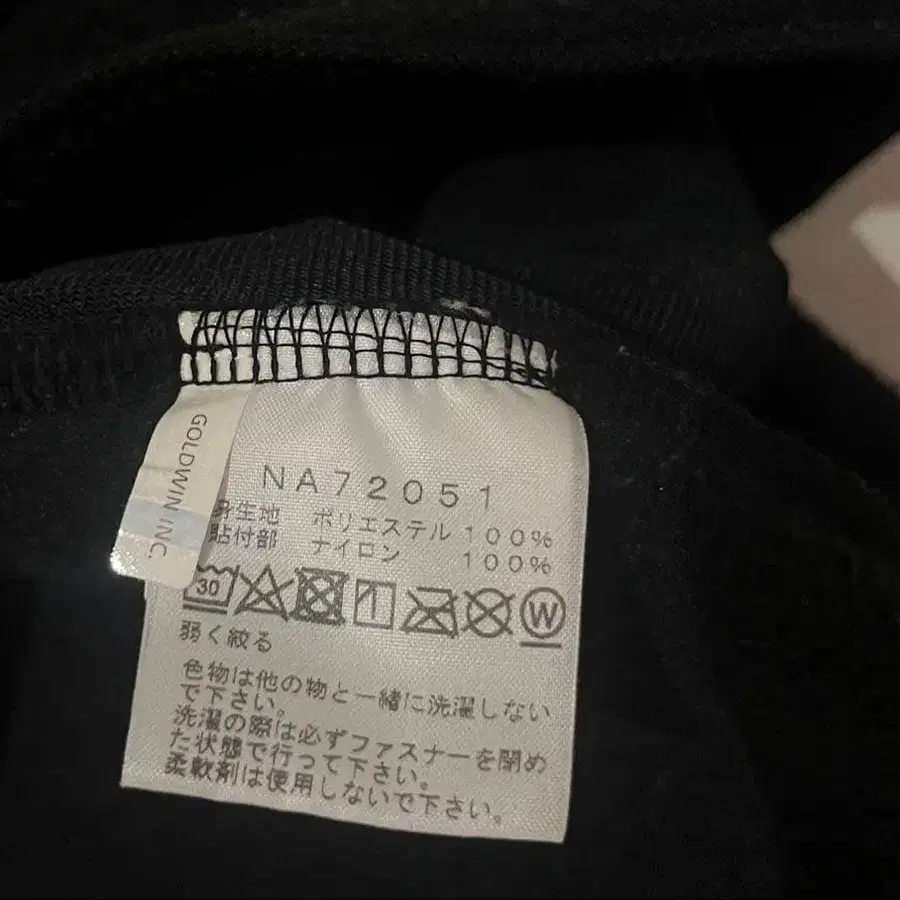 GOLDWIN INC.
NA72051
身生地 ポリエステル 100%
貼付部 ナイロン 100%
30
W
弱く絞る
色物は他の物と一緒に洗濯しない
で下さい。
洗濯の際は必ずファスナーを閉め
た状態で行って下さい。
柔軟剤は使用しないで下さい。